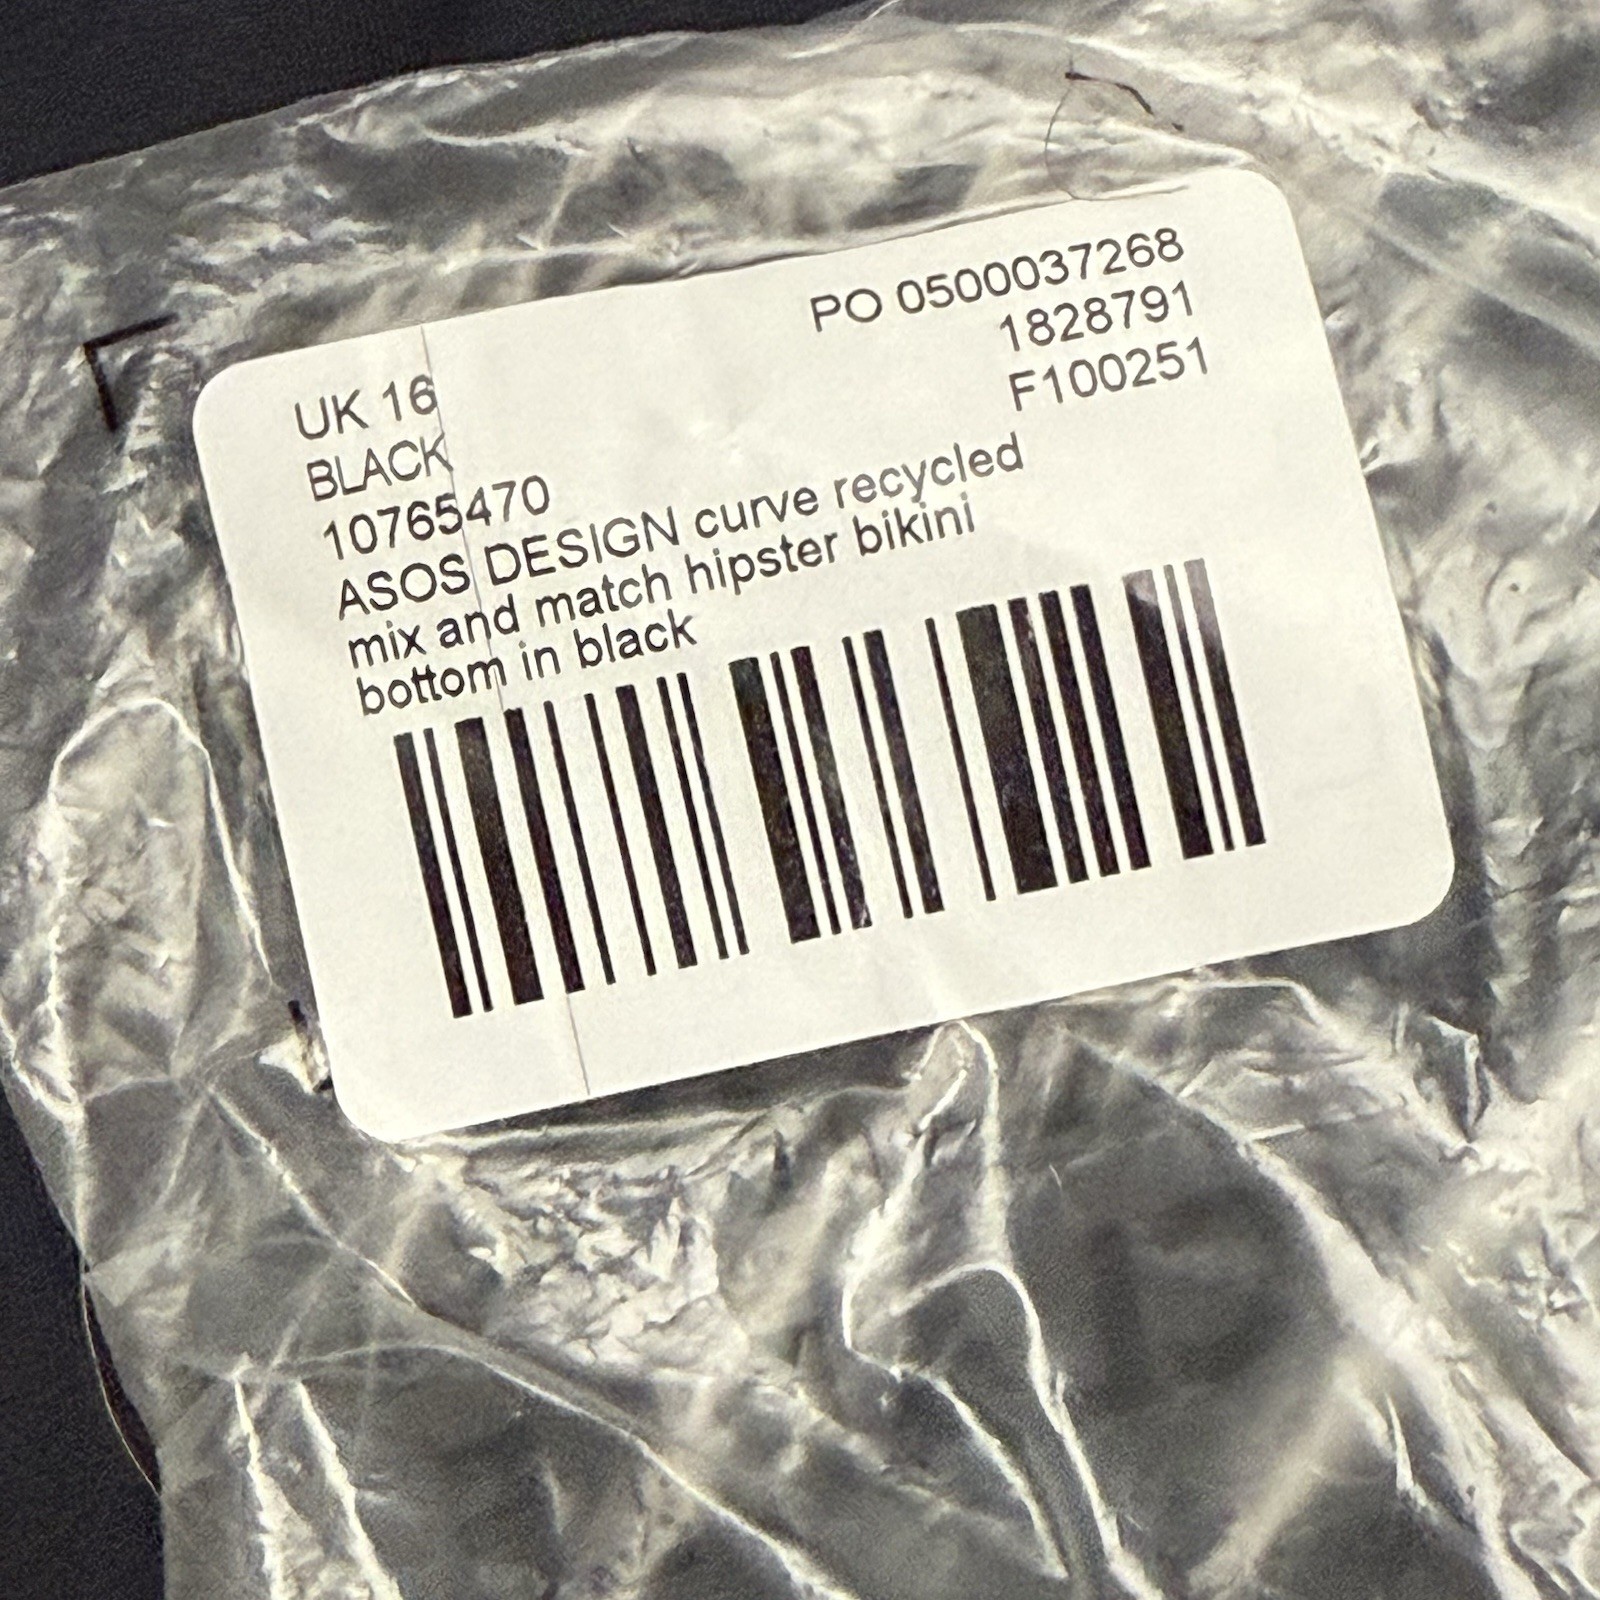 PO 0500037268
1828791
F100251
UK 16
BLACK
10765470
ASOS DESIGN curve recycled
mix and match hipster bikini
bottom in black